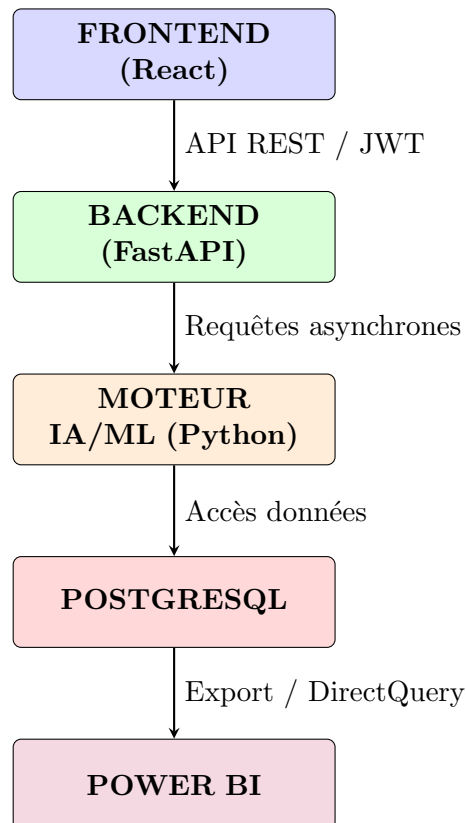 FRONTEND
(React)
API REST / JWT
BACKEND
(FastAPI)
Requêtes asynchrones
MOTEUR
IA/ML (Python)
Accès données
POSTGRESQL
Export / DirectQuery
POWER BI